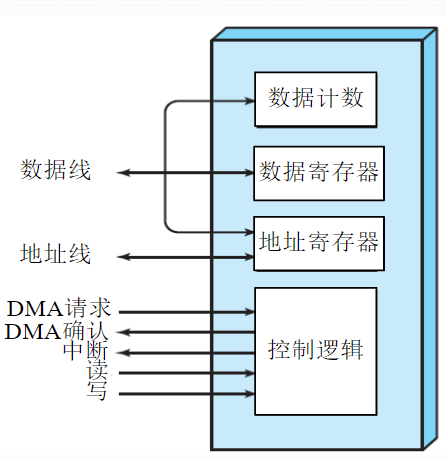 数据计数
数据线
数据寄存器
地址线
地址寄存器
DMA请求
DMA确认
中断
读
写
控制逻辑